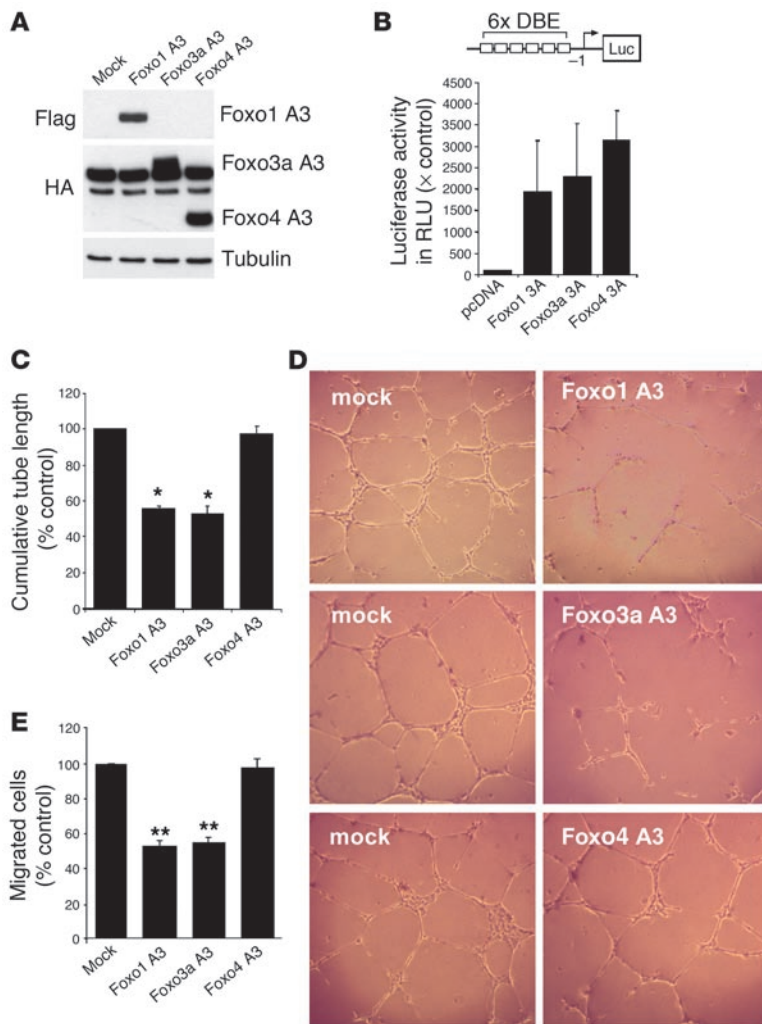 A
Mock
Foxo1 A3
Foxo3a A3
Foxo4 A3
Flag
Foxo1 A3
HA
Foxo3a A3
Foxo4 A3
Tubulin
B
6x DBE
–1
Luc
Luciferase activity
in RLU (× control)
4500
4000
3500
3000
2500
2000
1500
1000
500
0
pcDNA
Foxo1 3A
Foxo3a 3A
Foxo4 3A
C
Cumulative tube length
(% control)
120
100
80
60
40
20
0
*
*
Mock
Foxo1 A3
Foxo3a A3
Foxo4 A3
D
mock
Foxo1 A3
mock
Foxo3a A3
mock
Foxo4 A3
E
Migrated cells
(% control)
120
100
80
60
40
20
0
**
**
Mock
Foxo1 A3
Foxo3a A3
Foxo4 A3